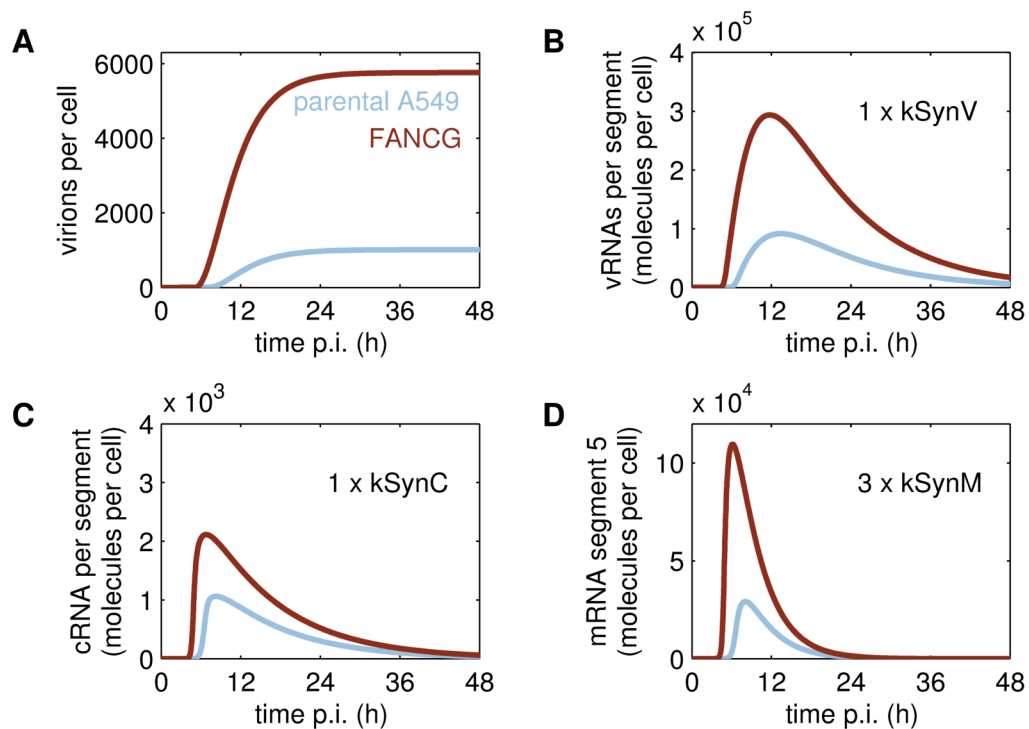 A
virions per cell
6000
4000
2000
0
parental A549
FANCG
0 12 24 36 48
time p.i. (h)
B
x 10^5
vRNAs per segment
(molecules per cell)
4
3
2
1
0
1 x kSynV
0 12 24 36 48
time p.i. (h)
C
x 10^3
cRNA per segment
(molecules per cell)
4
3
2
1
0
1 x kSynC
0 12 24 36 48
time p.i. (h)
D
x 10^4
mRNA segment 5
(molecules per cell)
10
5
0
3 x kSynM
0 12 24 36 48
time p.i. (h)